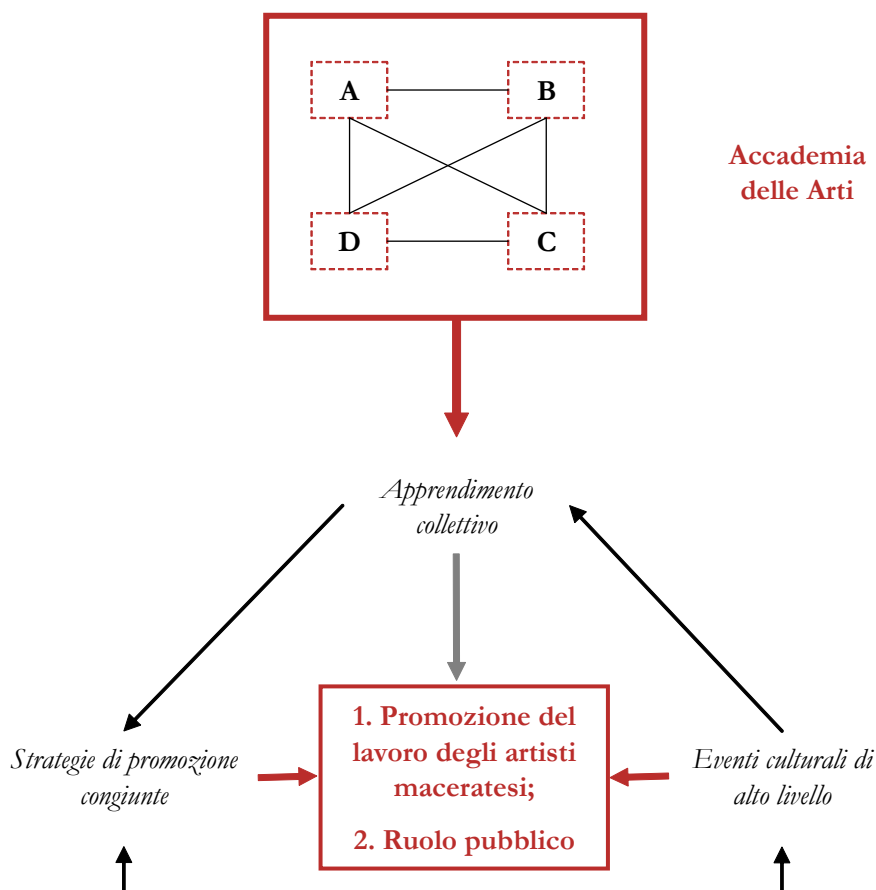 A
B
Accademia
delle Arti
D
C
Apprendimento
collettivo
1. Promozione del
lavoro degli artisti
maceratesi;
2. Ruolo pubblico
Strategie di promozione
congiunte
Eventi culturali di
alto livello